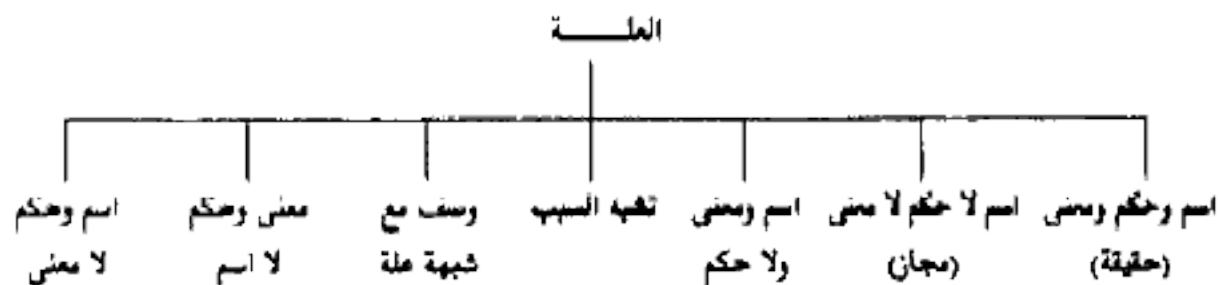 العلـــــة
اسم وحكم ومعنى
(حقيقة)
اسم لا حكم لا معنى
(مجاز)
اسم ومعنى
ولا حكم
تشبه السبب
وصف مع
شبهة علة
معنى وحكم
لا اسم
اسم وحكم
لا معنى